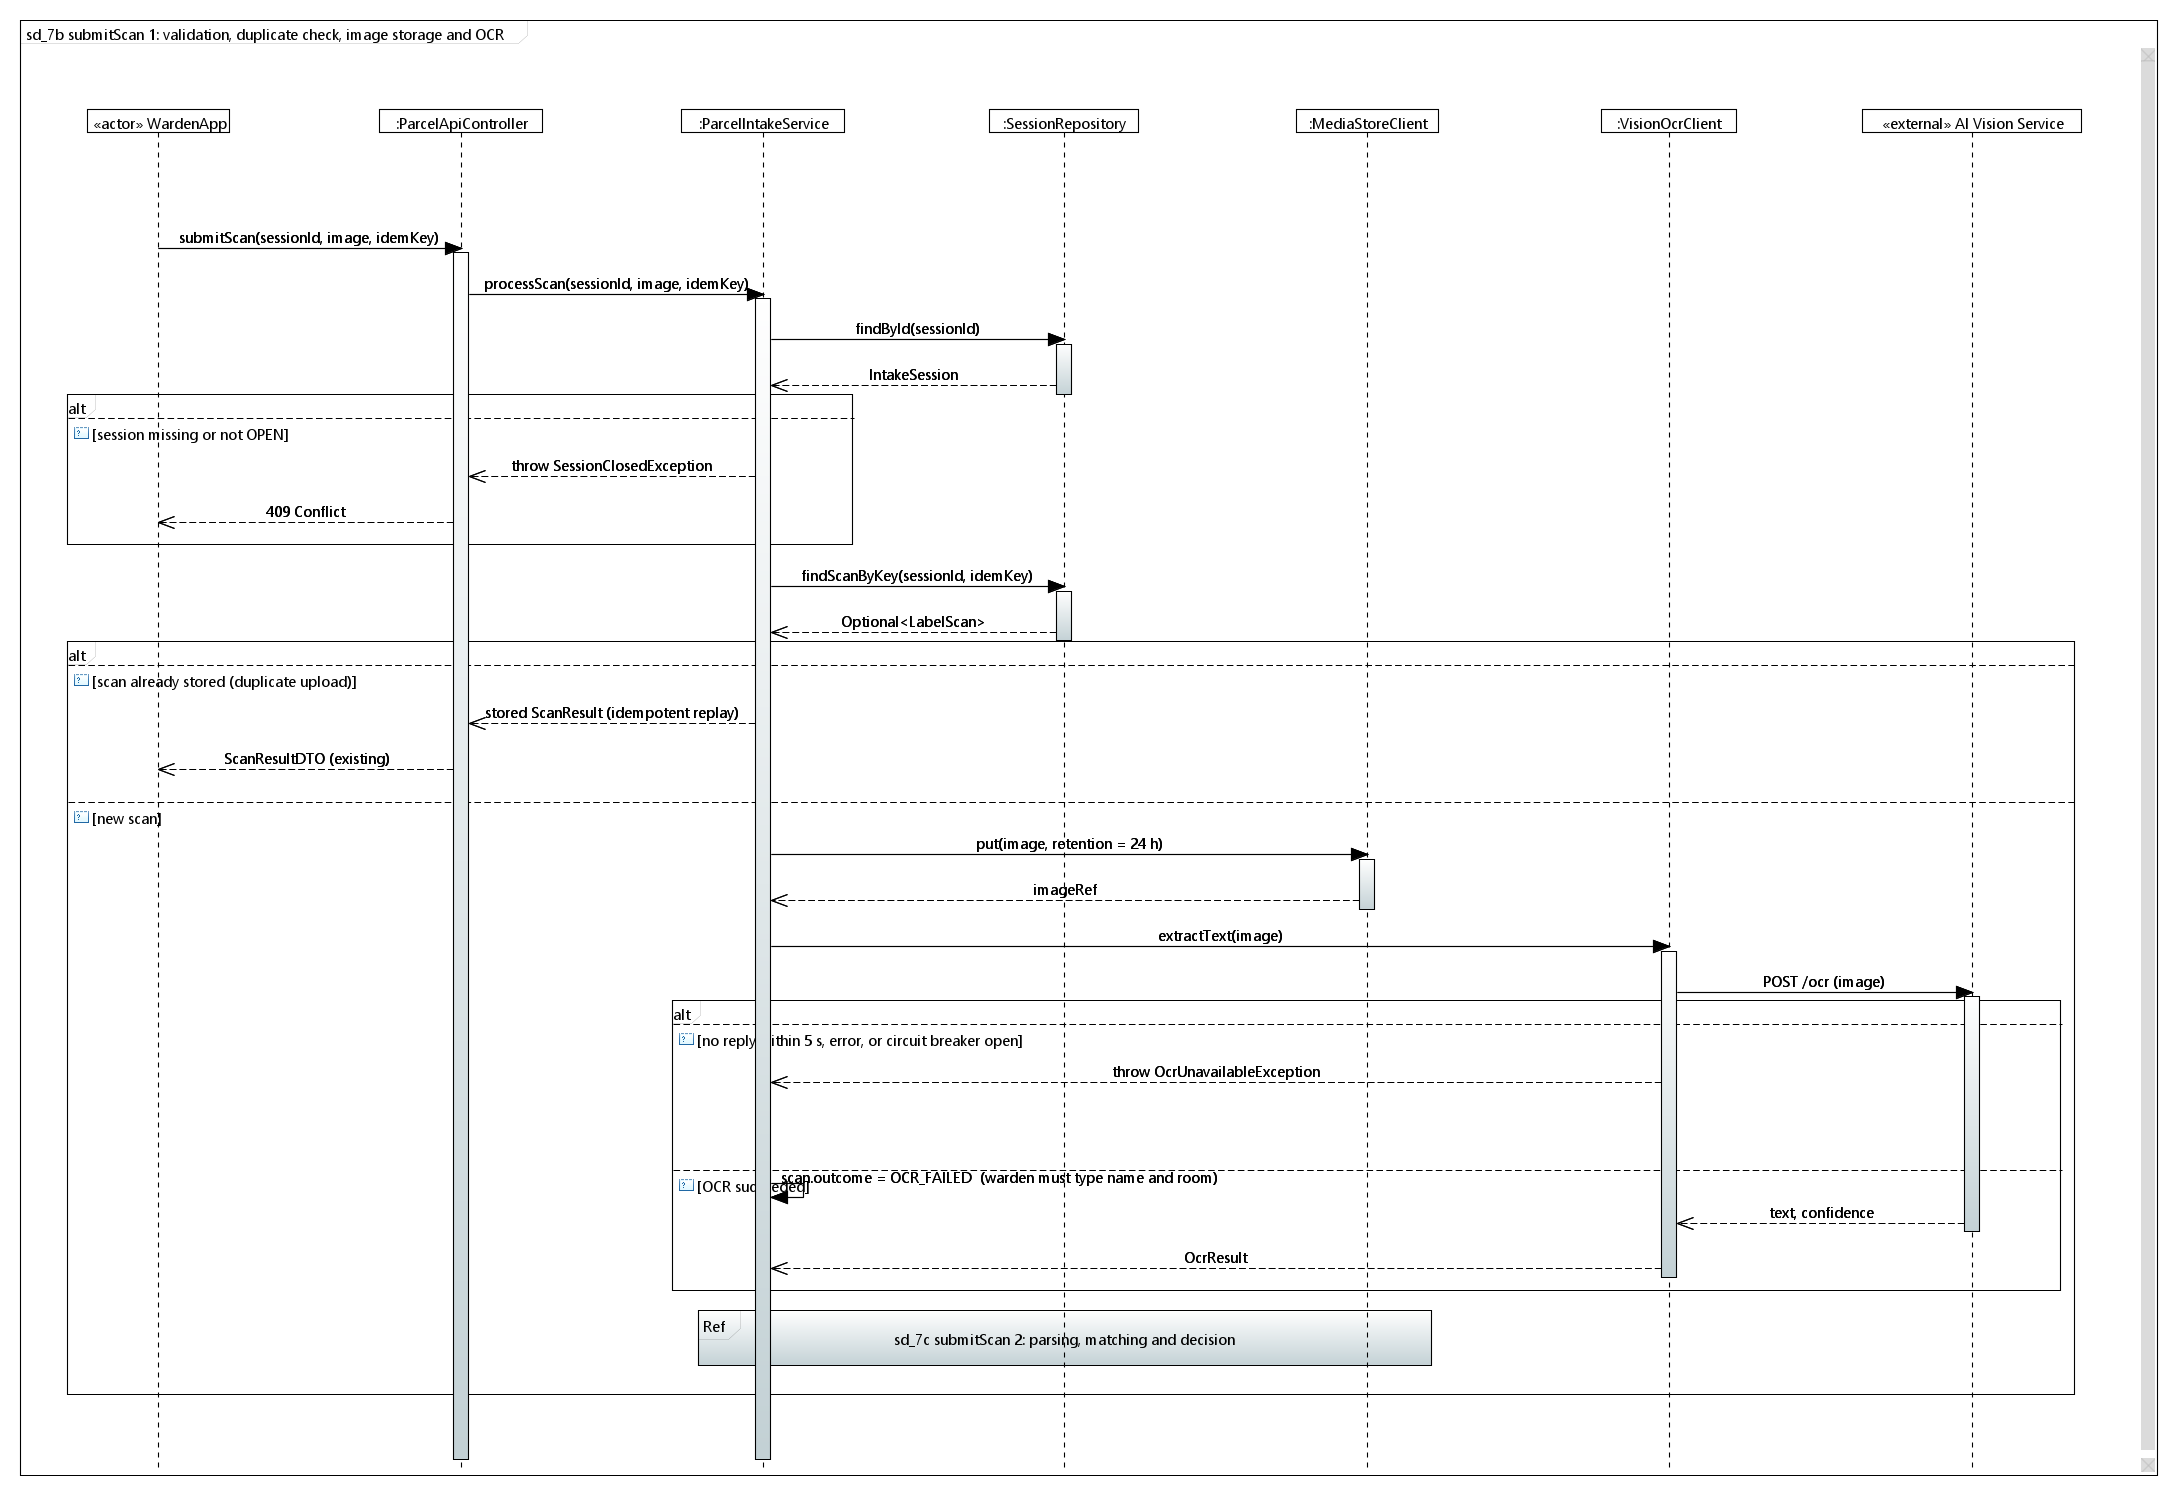 sd_7b submitScan 1: validation, duplicate check, image storage and OCR
«actor» WardenApp
:ParcelApiController
:ParcelIntakeService
:SessionRepository
:MediaStoreClient
:VisionOcrClient
«external» AI Vision Service
submitScan(sessionId, image, idemKey)
processScan(sessionId, image, idemKey)
findById(sessionId)
IntakeSession
alt
[session missing or not OPEN]
throw SessionClosedException
409 Conflict
findScanByKey(sessionId, idemKey)
Optional<LabelScan>
alt
[scan already stored (duplicate upload)]
stored ScanResult (idempotent replay)
ScanResultDTO (existing)
[new scan]
put(image, retention = 24 h)
imageRef
extractText(image)
POST /ocr (image)
alt
[no reply within 5 s, error, or circuit breaker open]
throw OcrUnavailableException
scan.outcome = OCR_FAILED (warden must type name and room)
[OCR succeeded]
text, confidence
OcrResult
Ref
sd_7c submitScan 2: parsing, matching and decision